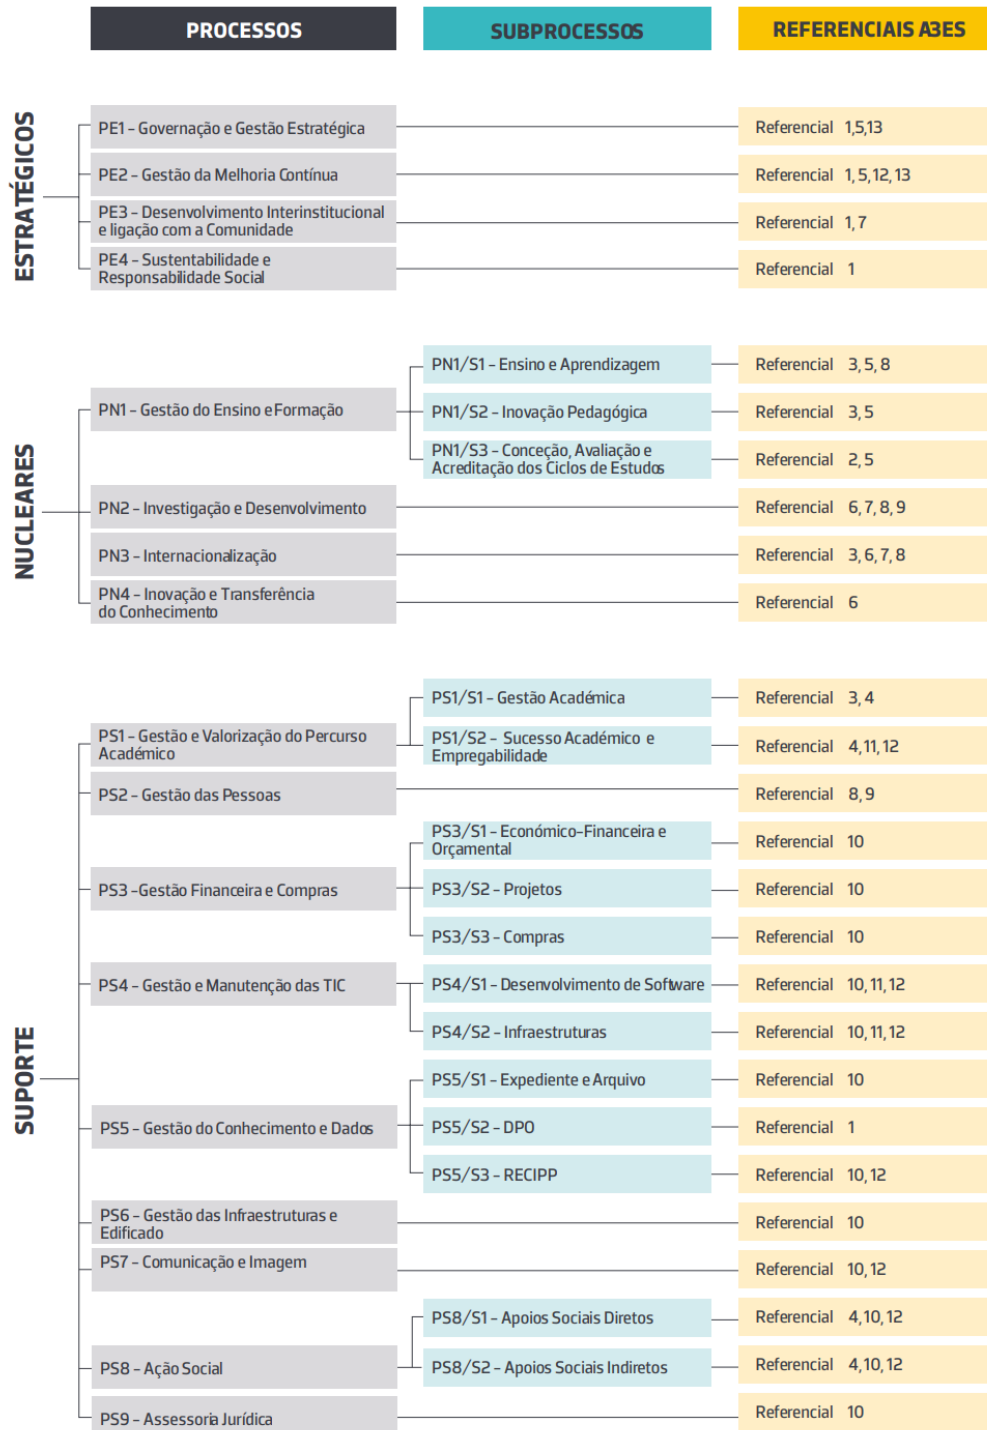 PROCESSOS
SUBPROCESSOS
REFERENCIAIS A3ES
ESTRATÉGICOS
PE1 – Governação e Gestão Estratégica
Referencial 1,5,13
PE2 – Gestão da Melhoria Contínua
Referencial 1, 5,12, 13
PE3 – Desenvolvimento Interinstitucional
e ligação com a Comunidade
Referencial 1, 7
PE4 – Sustentabilidade e
Responsabilidade Social
Referencial 1
NUCLEARES
PN1 – Gestão do Ensino e Formação
PN1/S1 – Ensino e Aprendizagem
Referencial 3, 5, 8
PN1/S2 – Inovação Pedagógica
Referencial 3, 5
PN1/S3 – Conceção, Avaliação e
Acreditação dos Ciclos de Estudos
Referencial 2, 5
PN2 – Investigação e Desenvolvimento
Referencial 6, 7, 8, 9
PN3 – Internacionalização
Referencial 3, 6, 7, 8
PN4 – Inovação e Transferência
do Conhecimento
Referencial 6
SUPORTE
PS1 – Gestão e Valorização do Percurso
Académico
PS1/S1 – Gestão Académica
Referencial 3, 4
PS1/S2 – Sucesso Académico e
Empregabilidade
Referencial 4,11, 12
PS2 – Gestão das Pessoas
Referencial 8, 9
PS3 –Gestão Financeira e Compras
PS3/S1 – Económico-Financeira e
Orçamental
Referencial 10
PS3/S2 – Projetos
Referencial 10
PS3/S3 – Compras
Referencial 10
PS4 – Gestão e Manutenção das TIC
PS4/S1 – Desenvolvimento de Software
Referencial 10, 11, 12
PS4/S2 – Infraestruturas
Referencial 10, 11, 12
PS5 – Gestão do Conhecimento e Dados
PS5/S1 – Expediente e Arquivo
Referencial 10
PS5/S2 – DPO
Referencial 1
PS5/S3 – RECIPP
Referencial 10, 12
PS6 – Gestão das Infraestruturas e
Edificado
Referencial 10
PS7 – Comunicação e Imagem
Referencial 10, 12
PS8 – Ação Social
PS8/S1 – Apoios Sociais Diretos
Referencial 4,10, 12
PS8/S2 – Apoios Sociais Indiretos
Referencial 4,10, 12
PS9 – Assessoria Jurídica
Referencial 10